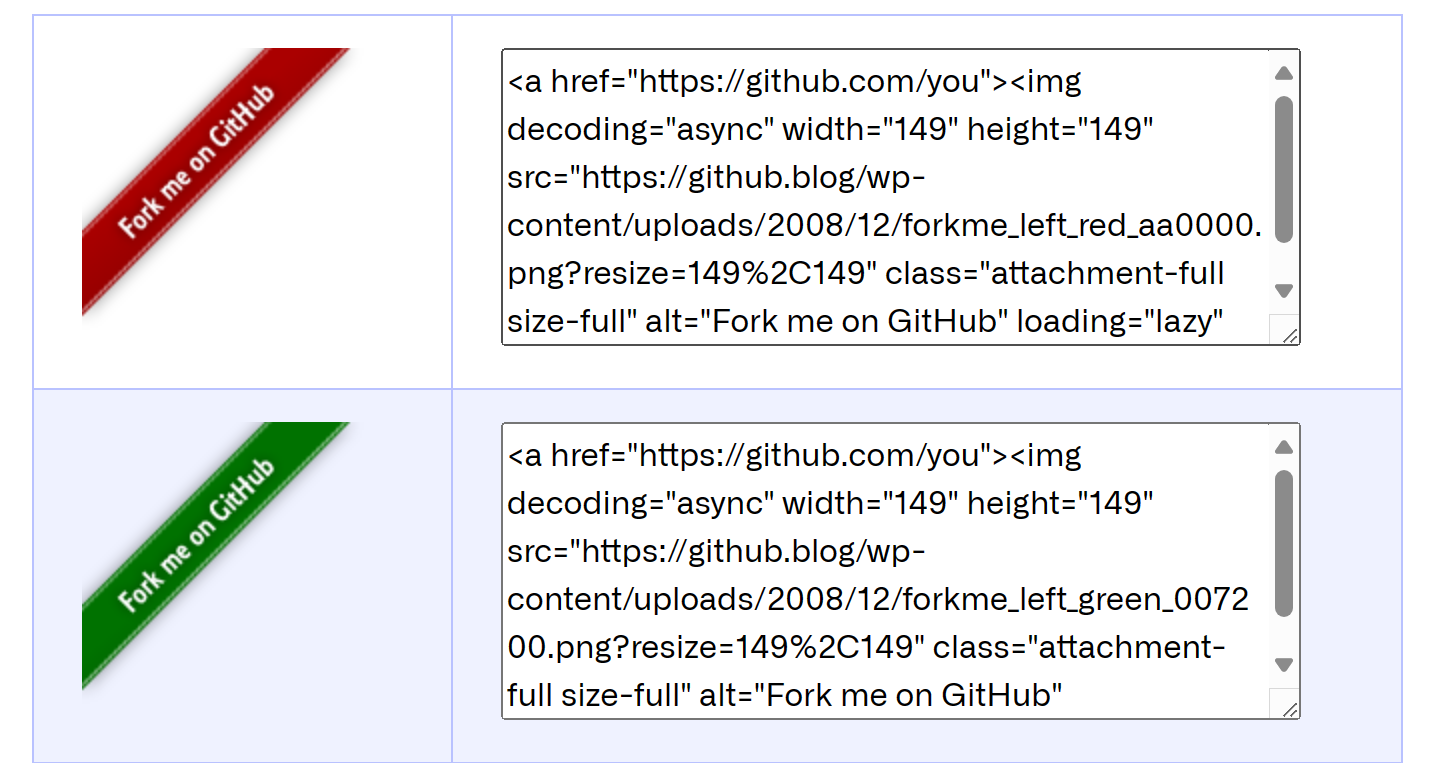 Fork me on GitHub
<a href="https://github.com/you"><img
decoding="async" width="149" height="149"
src="https://github.blog/wp-
content/uploads/2008/12/forkme_left_red_aa0000.
png?resize=149%2C149" class="attachment-full
size-full" alt="Fork me on GitHub" loading="lazy"
Fork me on GitHub
<a href="https://github.com/you"><img
decoding="async" width="149" height="149"
src="https://github.blog/wp-
content/uploads/2008/12/forkme_left_green_0072
00.png?resize=149%2C149" class="attachment-
full size-full" alt="Fork me on GitHub"